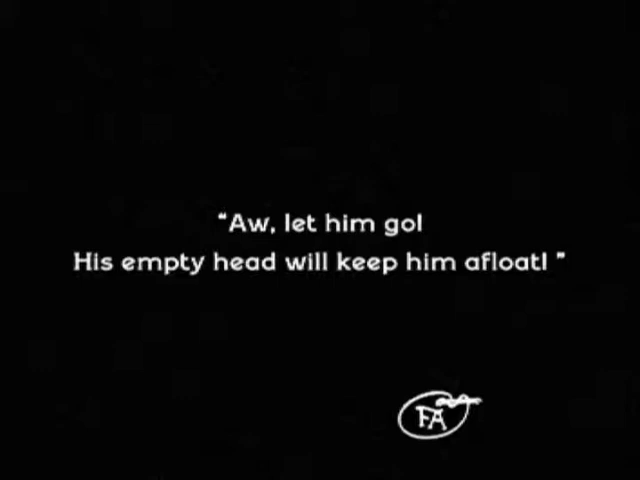 “Aw, let him go!
His empty head will keep him afloat! ”
FA